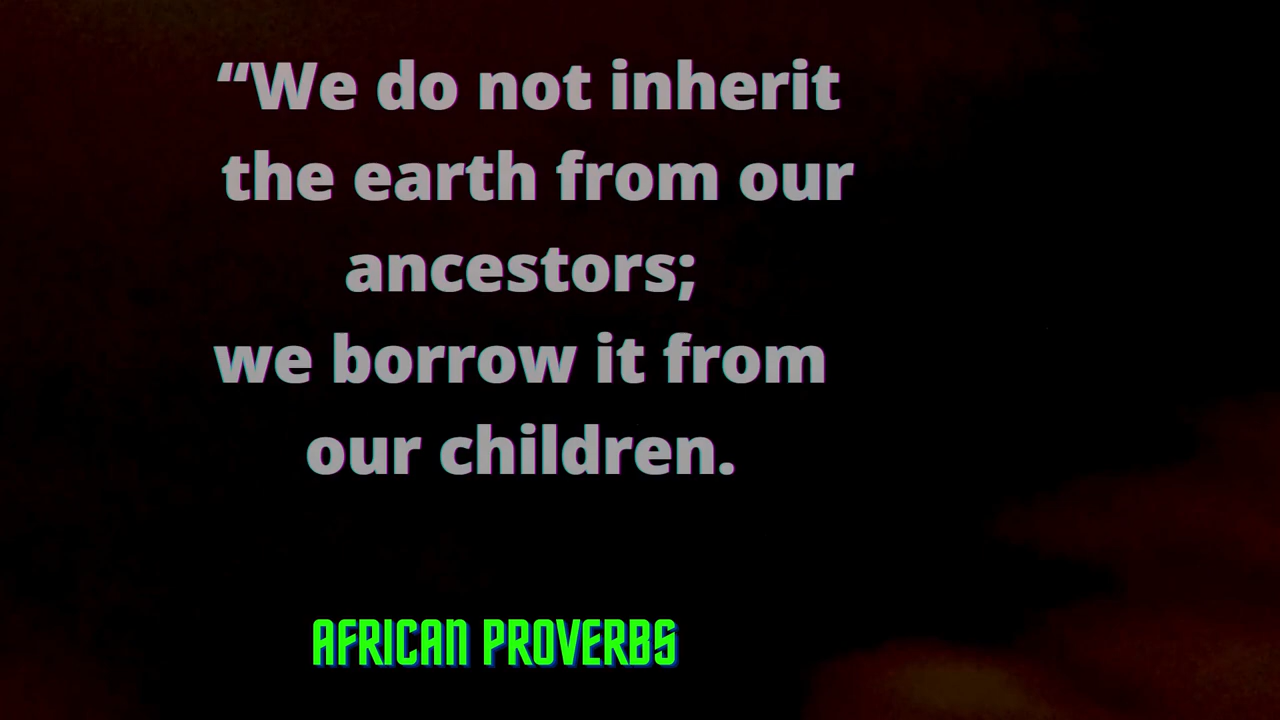 “We do not inherit
the earth from our
ancestors;
we borrow it from
our children.
AFRICAN PROVERBS